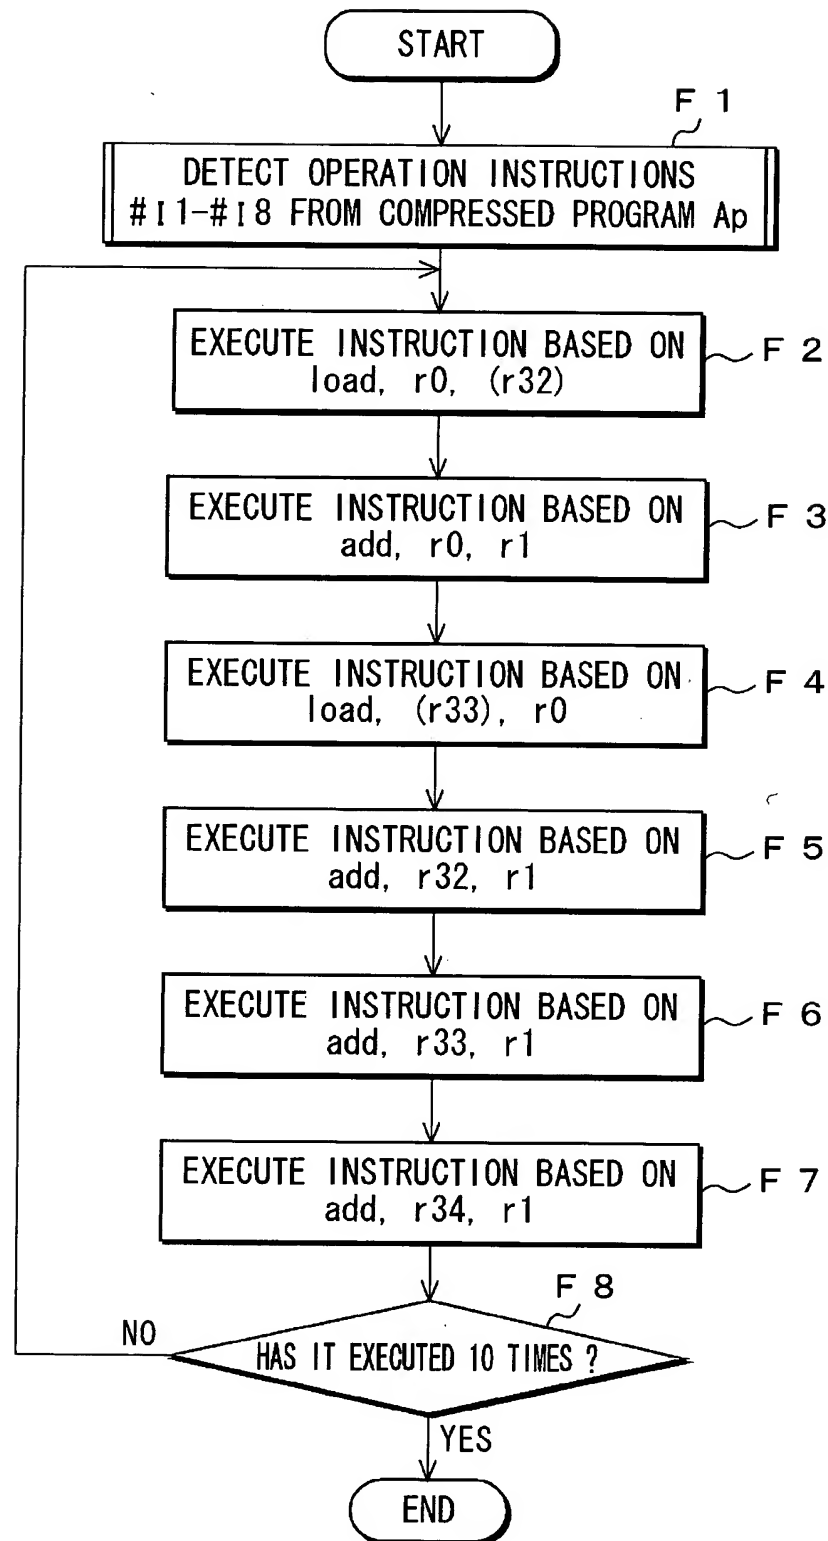 START
F 1
DETECT OPERATION INSTRUCTIONS
#I1-#I8 FROM COMPRESSED PROGRAM Ap
EXECUTE INSTRUCTION BASED ON
load, r0, (r32)
F 2
EXECUTE INSTRUCTION BASED ON
add, r0, r1
F 3
EXECUTE INSTRUCTION BASED ON
load, (r33), r0
F 4
EXECUTE INSTRUCTION BASED ON
add, r32, r1
F 5
EXECUTE INSTRUCTION BASED ON
add, r33, r1
F 6
EXECUTE INSTRUCTION BASED ON
add, r34, r1
F 7
F 8
NO
HAS IT EXECUTED 10 TIMES ?
YES
END